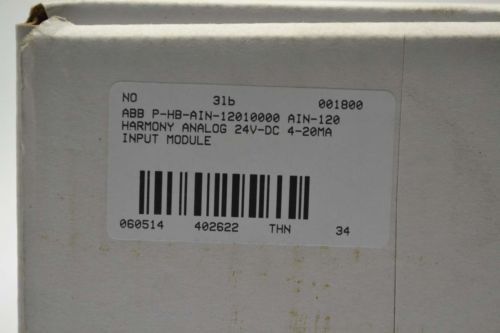 NO 3lb 001800
ABB P-HB-AIN-12010000 AIN-120
HARMONY ANALOG 24V-DC 4-20MA
INPUT MODULE
060514 402622 THN 34